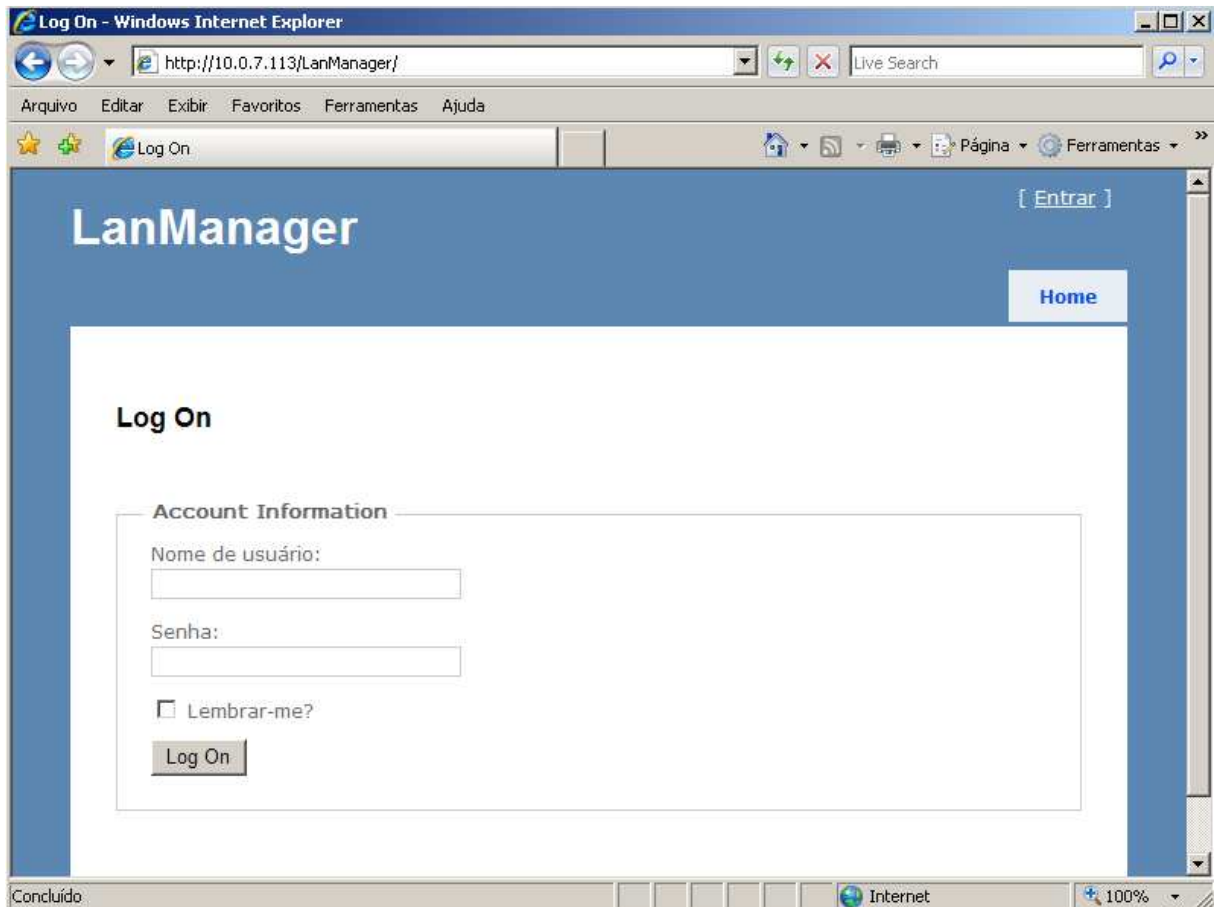 Log On - Windows Internet Explorer
http://10.0.7.113/LanManager/
Live Search
Arquivo Editar Exibir Favoritos Ferramentas Ajuda
Log On
Página
Ferramentas
»
[ Entrar ]
LanManager
Home
Log On
Account Information
Nome de usuário:
Senha:
Lembrar-me?
Log On
Concluído
Internet
100%